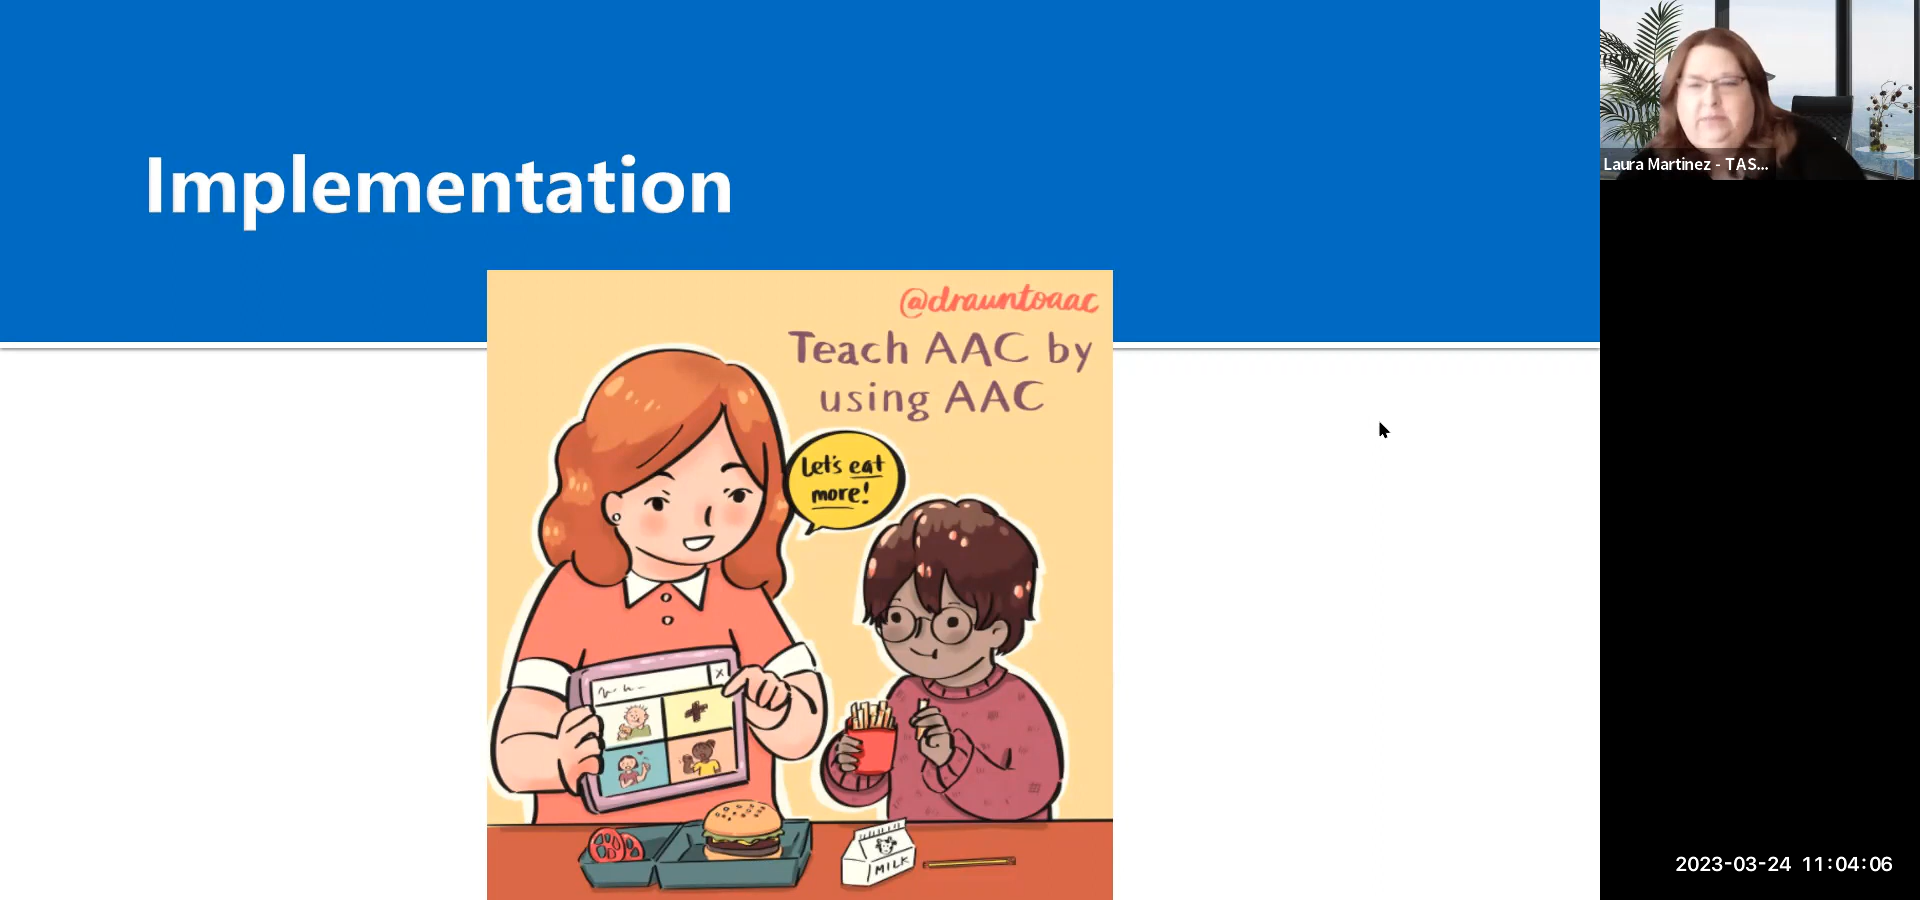 Implementation
@drauntoaac
Teach AAC by
using AAC
Let's eat
more!
MILK
Laura Martinez - TAS...
2023-03-24 11:04:06